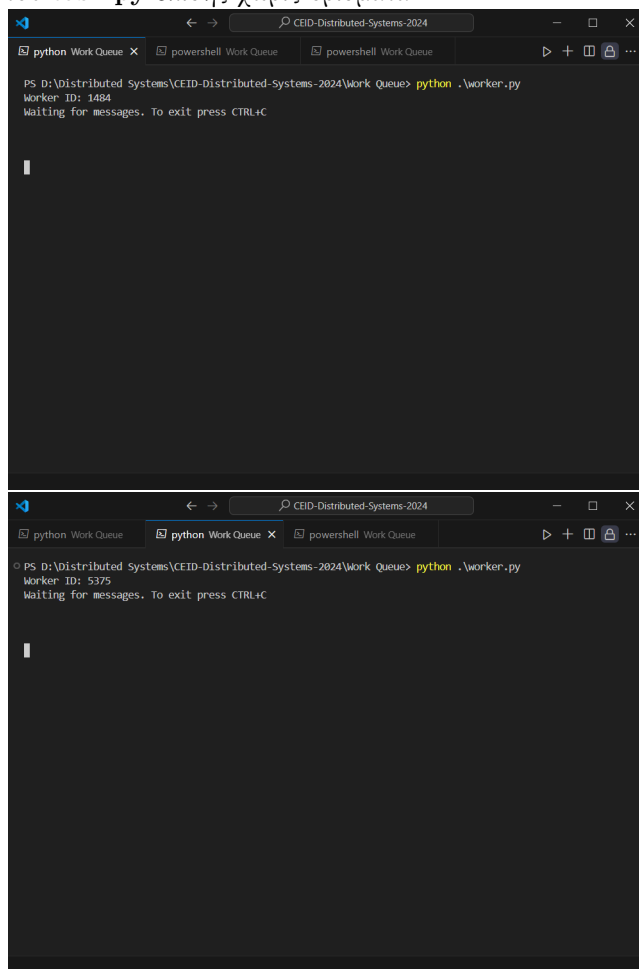 CEID-Distributed-Systems-2024
python Work Queue powershell Work Queue powershell Work Queue
PS D:\Distributed Systems\CEID-Distributed-Systems-2024\Work Queue> python .\worker.py
Worker ID: 1484
Waiting for messages. To exit press CTRL+C
CEID-Distributed-Systems-2024
python Work Queue python Work Queue powershell Work Queue
PS D:\Distributed Systems\CEID-Distributed-Systems-2024\Work Queue> python .\worker.py
Worker ID: 5375
Waiting for messages. To exit press CTRL+C